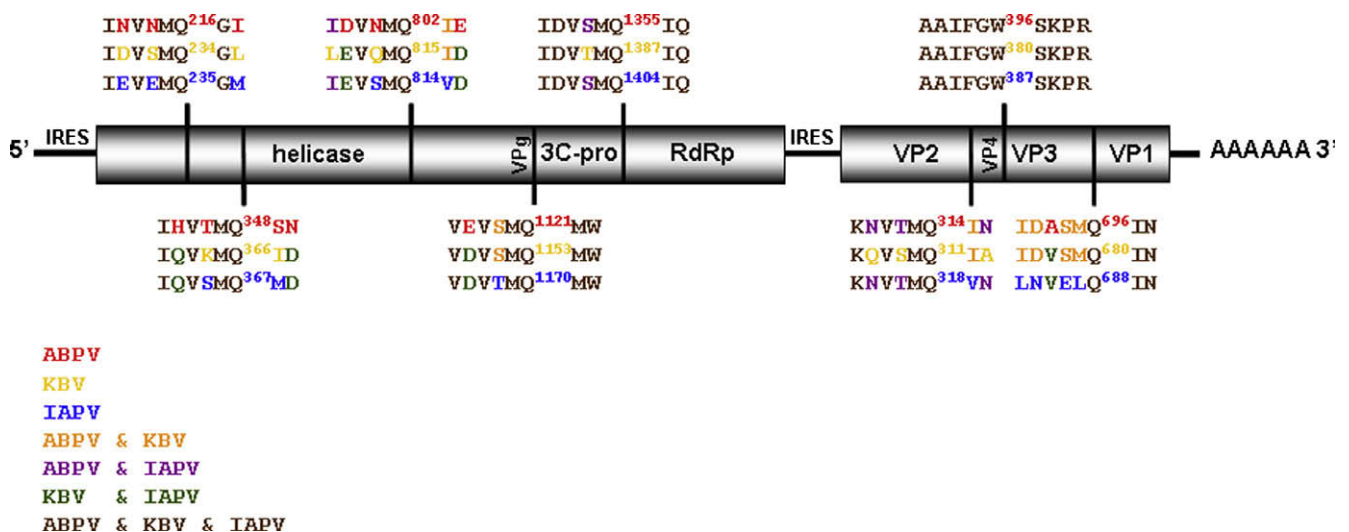 INVNMQ216GI IDVNMQ802IE IDVSMQ1355IQ AAIFGW396SKPR
IDVSMQ234GL LEVQMQ815ID IDVTMQ1387IQ AAIFGW380SKPR
IEVEMQ235GM IEVSMQ814VD IDVSMQ1404IQ AAIFGW387SKPR
5' IRES helicase VPg 3C-pro RdRp IRES VP2 VP4 VP3 VP1 AAAAAA 3'
IHVTMQ348SN VEVSMQ1121MW KNVTMQ314IN IDASMQ696IN
IQVKMQ366ID VDVSMQ1153MW KQVSMQ311IA IDVSMQ680IN
IQVSMQ367MD VDVTMQ1170MW KNVTMQ318VN LNVELQ688IN
ABPV
KBV
IAPV
ABPV & KBV
ABPV & IAPV
KBV & IAPV
ABPV & KBV & IAPV